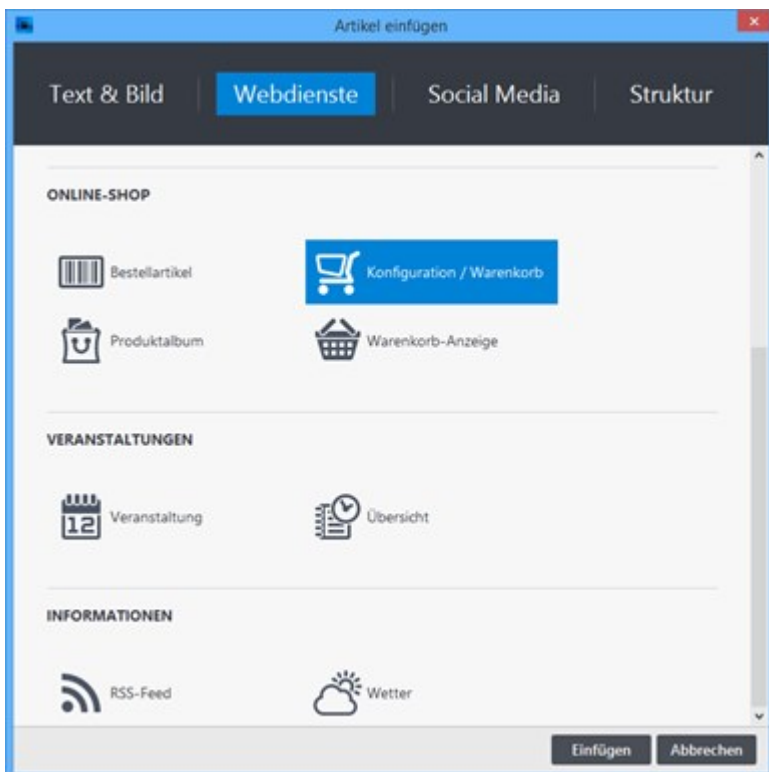 Artikel einfügen
Text & Bild Webdienste Social Media Struktur
ONLINE-SHOP
Bestellartikel Konfiguration / Warenkorb
Produktalbum Warenkorb-Anzeige
VERANSTALTUNGEN
12 Veranstaltung Übersicht
INFORMATIONEN
RSS-Feed Wetter
Einfügen Abbrechen